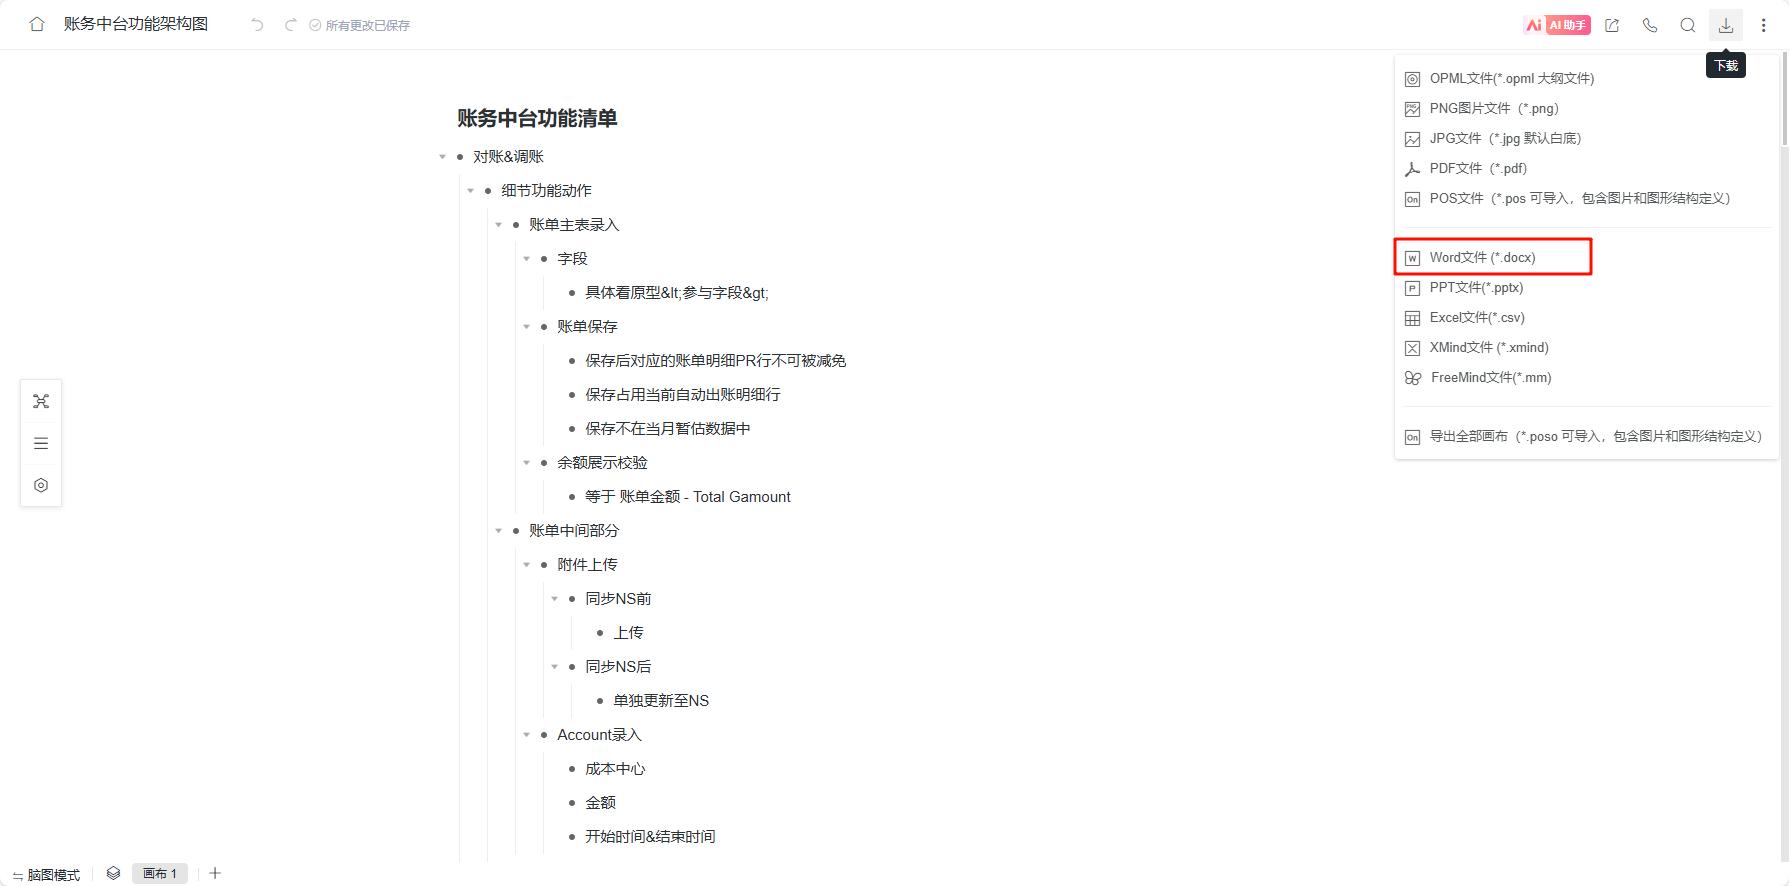 账务中台功能架构图
所有更改已保存
Ai AI 助手
下载
OPML文件(*.opml 大纲文件)
PNG图片文件（*.png)
JPG文件（*.jpg 默认白底)
PDF文件（*.pdf)
POS文件（*.pos 可导入，包含图片和图形结构定义）
Word文件 (*.docx)
PPT文件(*.pptx)
Excel文件(*.csv)
XMind文件 (*.xmind)
FreeMind文件(*.mm)
导出全部画布（*.poso 可导入，包含图片和图形结构定义）
账务中台功能清单
对账&调账
细节功能动作
账单主表录入
字段
具体看原型&lt;参与字段&gt;
账单保存
保存后对应的账单明细PR行不可被减免
保存占用当前自动出账明细行
保存不在当月暂估数据中
余额展示校验
等于 账单金额 - Total Gamount
账单中间部分
附件上传
同步NS前
上传
同步NS后
单独更新至NS
Account录入
成本中心
金额
开始时间&结束时间
脑图模式
画布 1